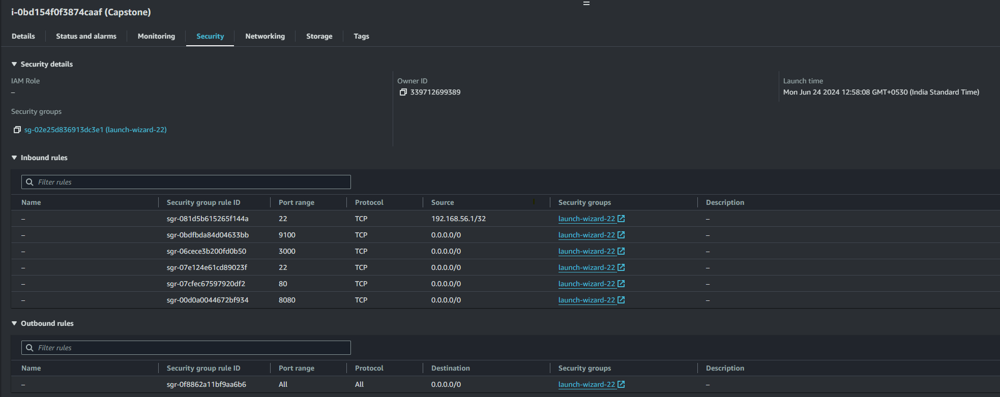 i-0bd154f0f3874caaf (Capstone)
Details Status and alarms Monitoring Security Networking Storage Tags
Security details
IAM Role Owner ID Launch time
– 339712699389 Mon Jun 24 2024 12:58:08 GMT+0530 (India Standard Time)
Security groups
sg-02e25d836913dc3e1 (launch-wizard-22)
Inbound rules
Filter rules
Name Security group rule ID Port range Protocol Source Security groups Description
– sgr-081d5b615265f144a 22 TCP 192.168.56.1/32 launch-wizard-22 –
– sgr-0bdfbda84d04633bb 9100 TCP 0.0.0.0/0 launch-wizard-22 –
– sgr-06cece3b200fd0b50 3000 TCP 0.0.0.0/0 launch-wizard-22 –
– sgr-07e124e61cd89023f 22 TCP 0.0.0.0/0 launch-wizard-22 –
– sgr-07cfec67597920df2 80 TCP 0.0.0.0/0 launch-wizard-22 –
– sgr-00d0a0044672bf934 8080 TCP 0.0.0.0/0 launch-wizard-22 –
Outbound rules
Filter rules
Name Security group rule ID Port range Protocol Destination Security groups Description
– sgr-0f8862a11bf9aa6b6 All All 0.0.0.0/0 launch-wizard-22 –